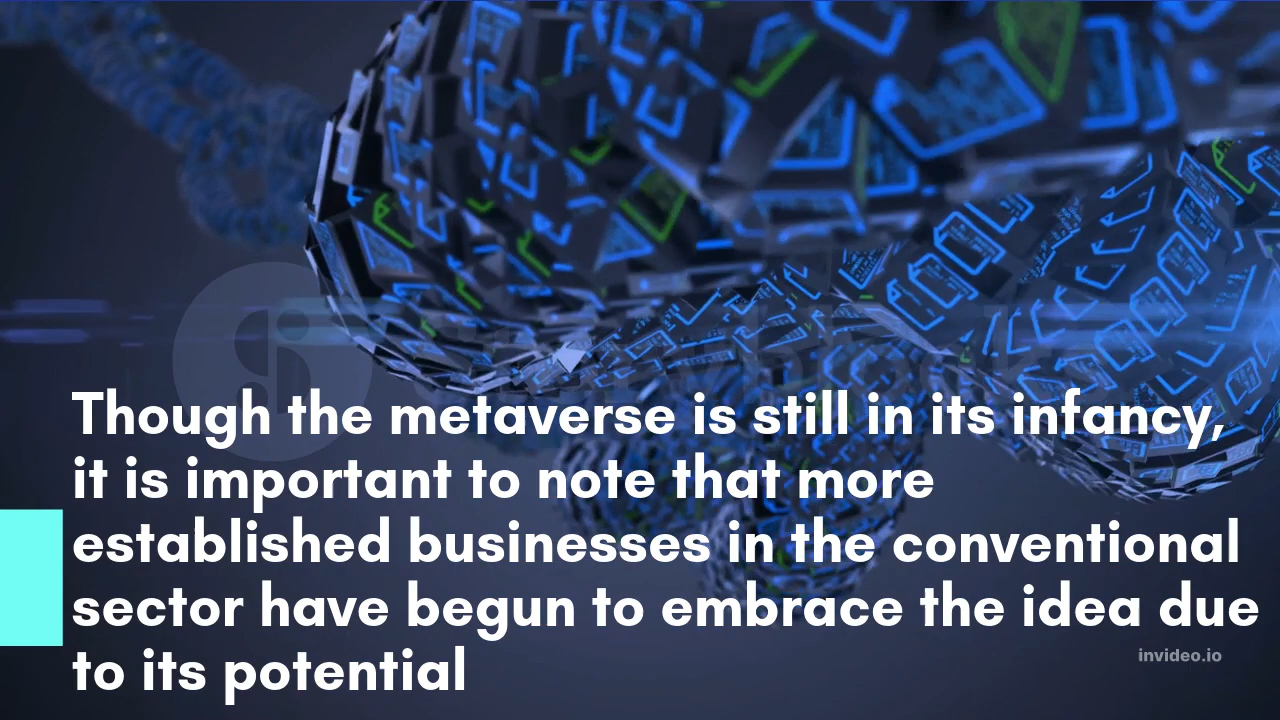 Though the metaverse is still in its infancy,
it is important to note that more
established businesses in the conventional
sector have begun to embrace the idea due
to its potential
invideo.io